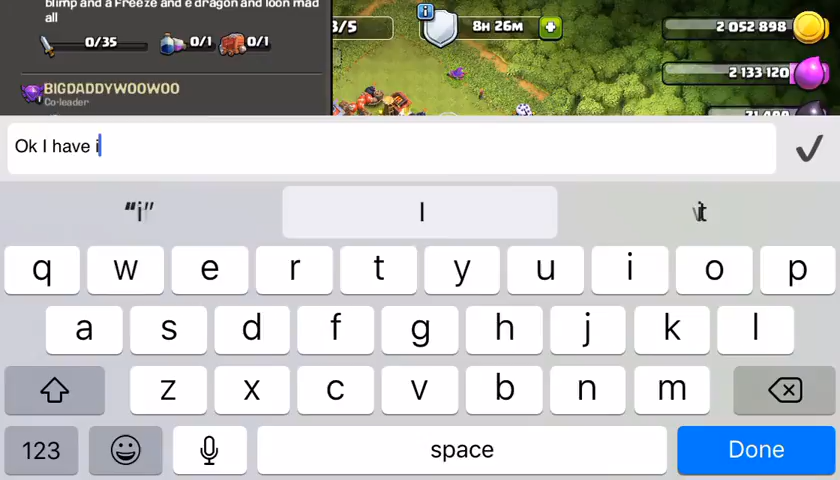 blimp and a Freeze and e dragon and loon mad
all
0/35
0/1
0/1
3/5
8H 26M
2 052 898
BIGDADDYWOOWOO
Co-leader
2 133 120
Ok I have i
“i”
I
it
q w e r t y u i o p
a s d f g h j k l
z x c v b n m
123
space
Done